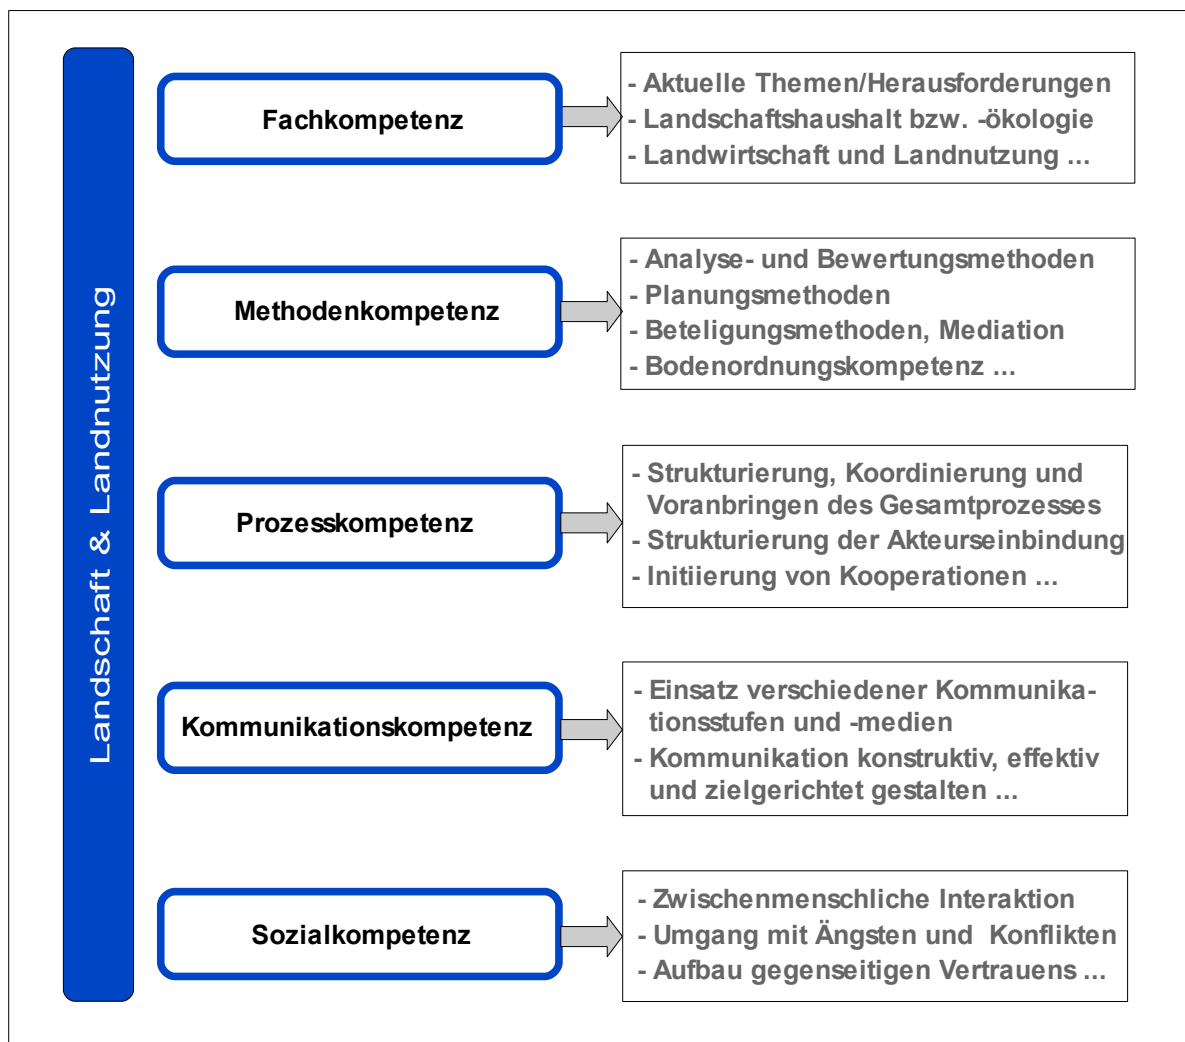 Landschaft & Landnutzung
Fachkompetenz
- Aktuelle Themen/Herausforderungen
- Landschaftshaushalt bzw. -ökologie
- Landwirtschaft und Landnutzung ...
Methodenkompetenz
- Analyse- und Bewertungsmethoden
- Planungsmethoden
- Beteligungsmethoden, Mediation
- Bodenordnungskompetenz ...
Prozesskompetenz
- Strukturierung, Koordinierung und
Voranbringen des Gesamtprozesses
- Strukturierung der Akteurseinbindung
- Initiierung von Kooperationen ...
Kommunikationskompetenz
- Einsatz verschiedener Kommunika-
tionsstufen und -medien
- Kommunikation konstruktiv, effektiv
und zielgerichtet gestalten ...
Sozialkompetenz
- Zwischenmenschliche Interaktion
- Umgang mit Ängsten und Konflikten
- Aufbau gegenseitigen Vertrauens ...